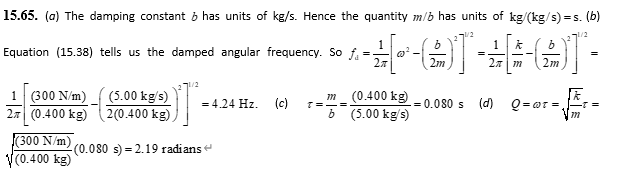 15.65. (a) The damping constant b has units of kg/s. Hence the quantity m/b has units of kg/(kg/s) = s. (b)
Equation (15.38) tells us the damped angular frequency. So f_d = 1/2π [ω² − (b/2m)²]^1/2 = 1/2π [k/m − (b/2m)²]^1/2 =
1/2π [(300 N/m)/(0.400 kg) − ((5.00 kg/s)/2(0.400 kg))²]^1/2 = 4.24 Hz. (c) τ = m/b = (0.400 kg)/(5.00 kg/s) = 0.080 s (d) Q = ωτ = √(k/m) τ =
√((300 N/m)/(0.400 kg)) (0.080 s) = 2.19 radians↵